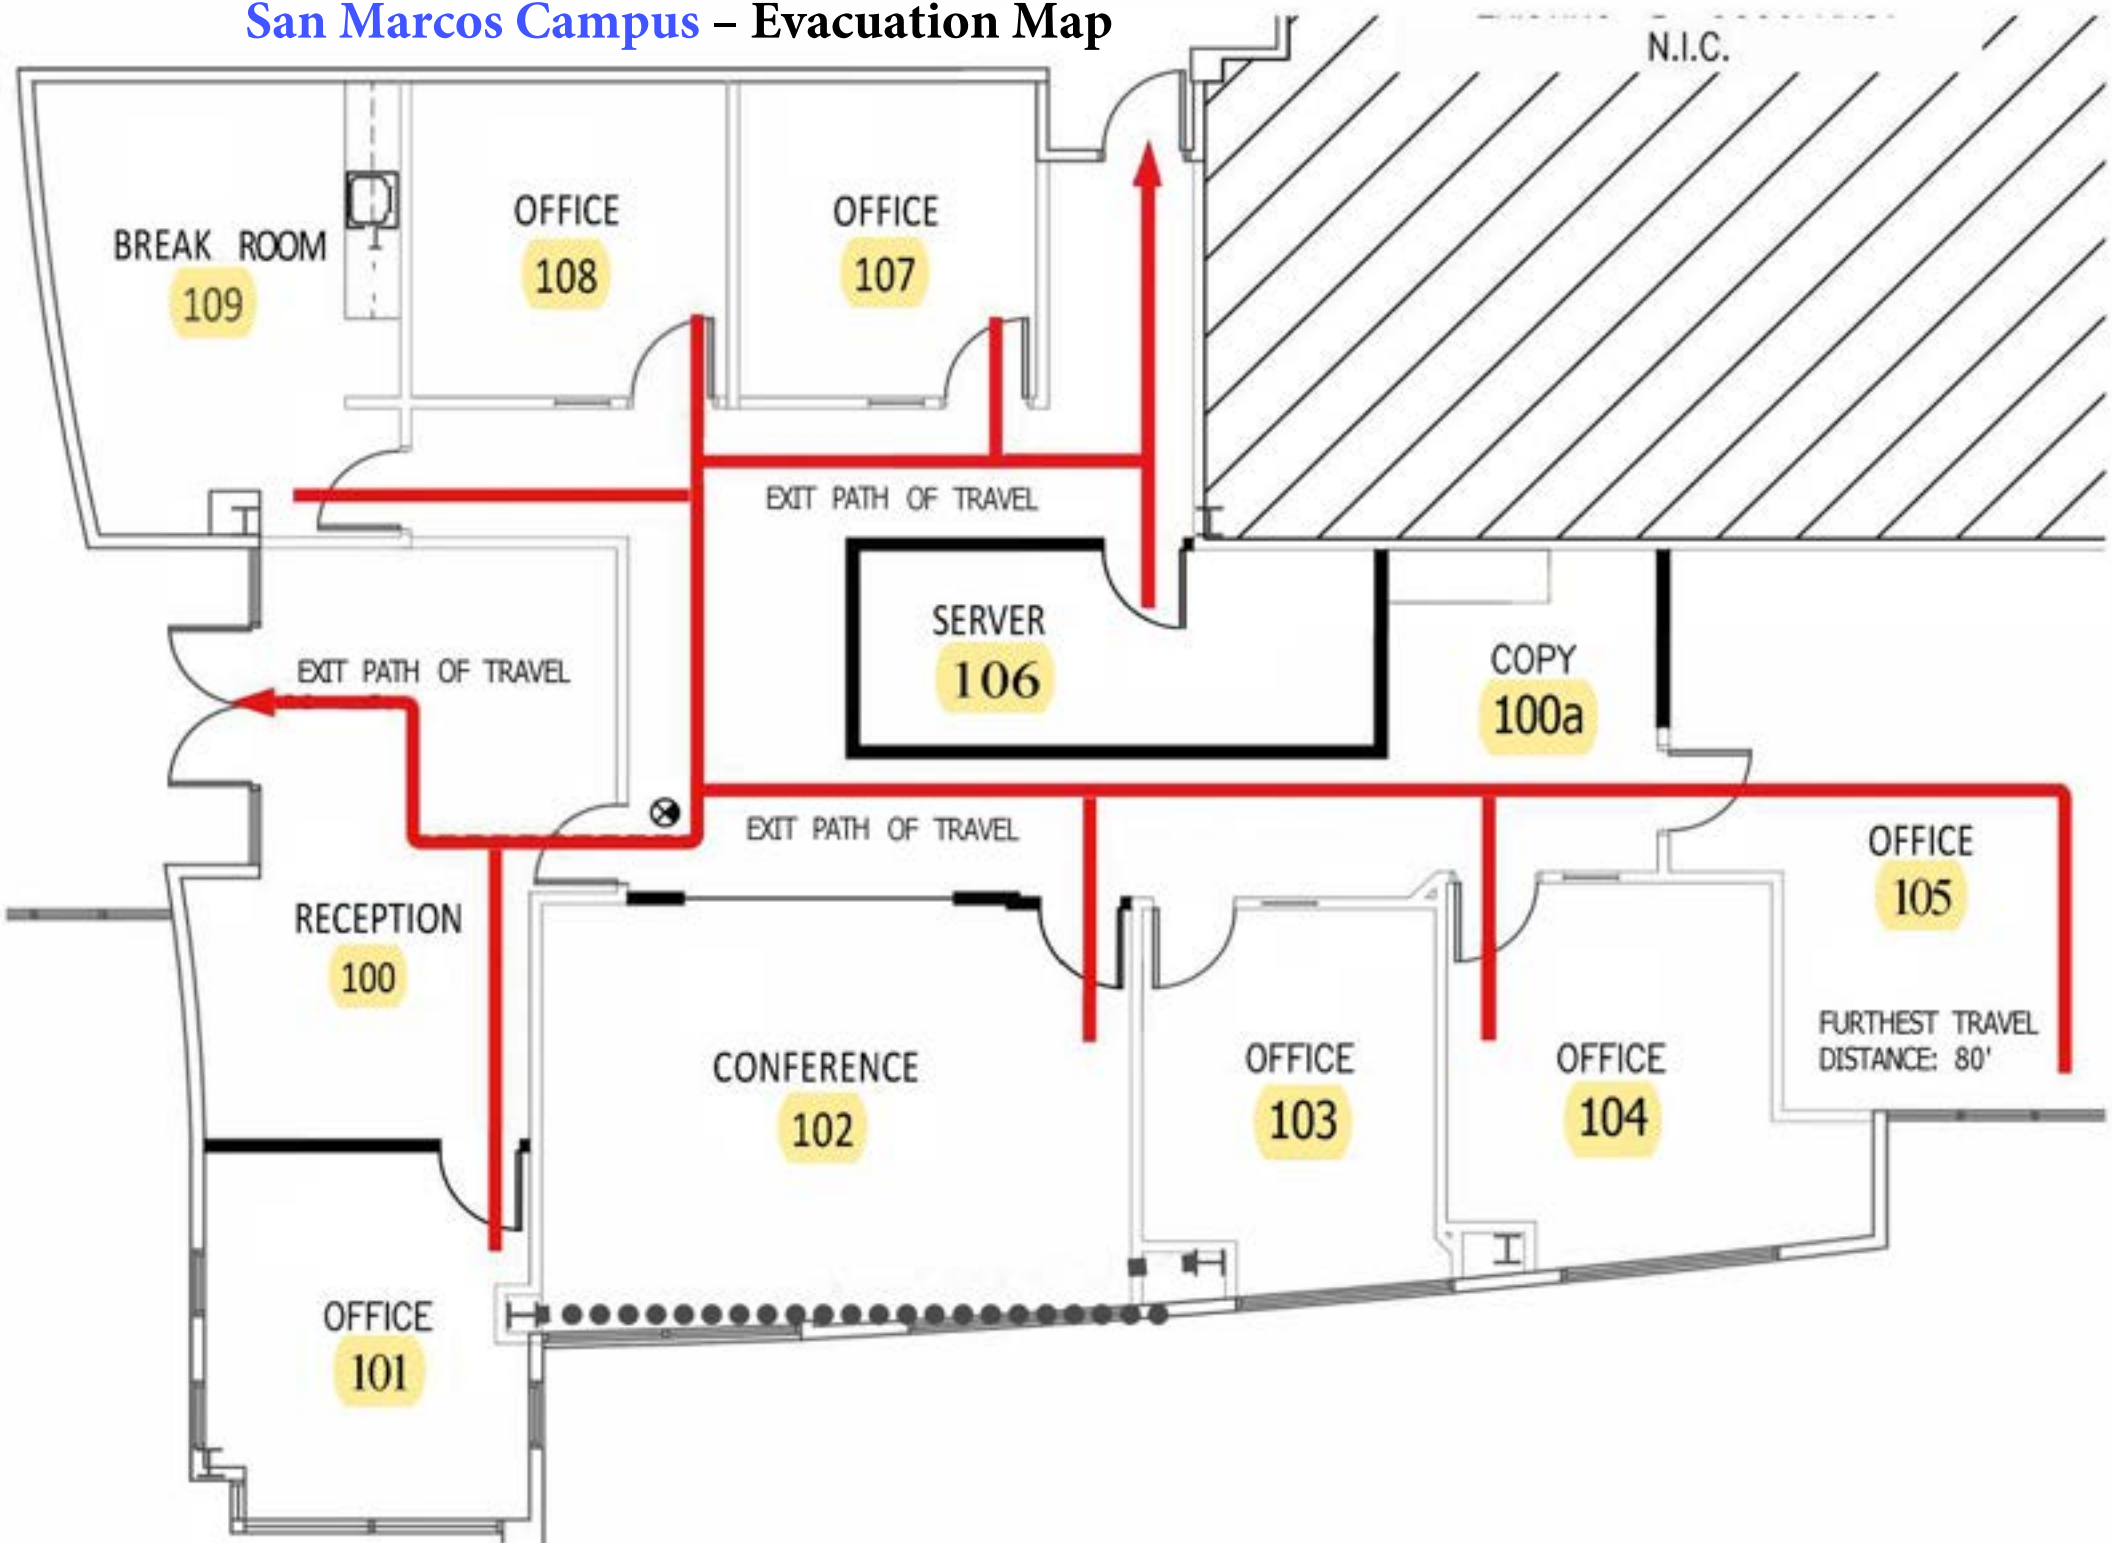 San Marcos Campus – Evacuation Map
N.I.C.
OFFICE
108
OFFICE
107
BREAK ROOM
109
EXIT PATH OF TRAVEL
SERVER
106
COPY
100a
EXIT PATH OF TRAVEL
EXIT PATH OF TRAVEL
OFFICE
105
RECEPTION
100
FURTHEST TRAVEL
DISTANCE: 80'
CONFERENCE
102
OFFICE
103
OFFICE
104
OFFICE
101